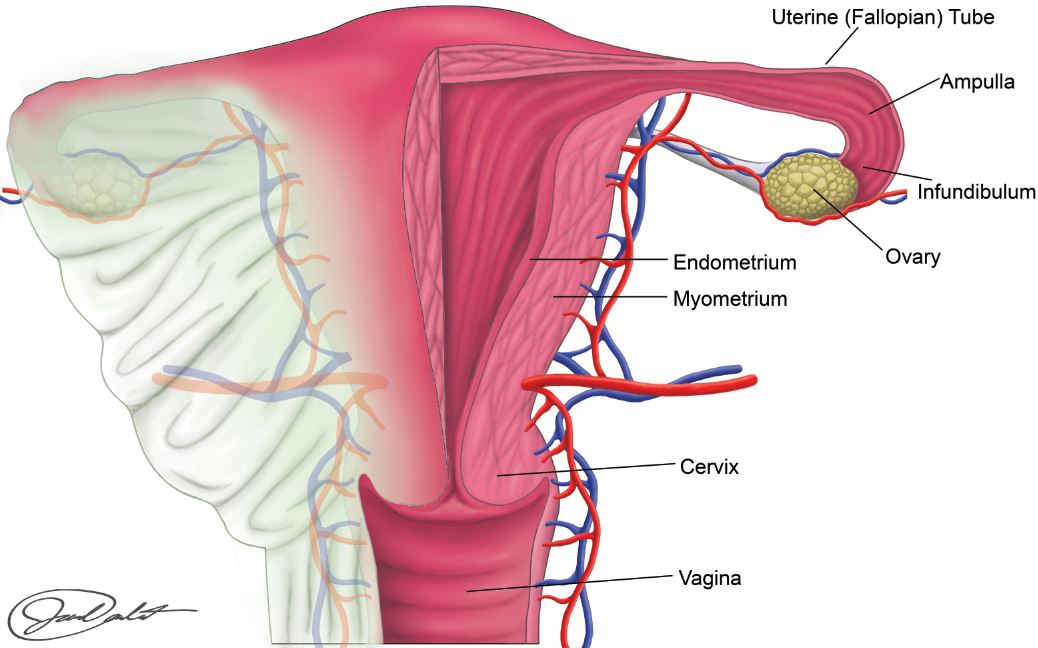 Uterine (Fallopian) Tube
Ampulla
Infundibulum
Ovary
Endometrium
Myometrium
Cervix
Vagina